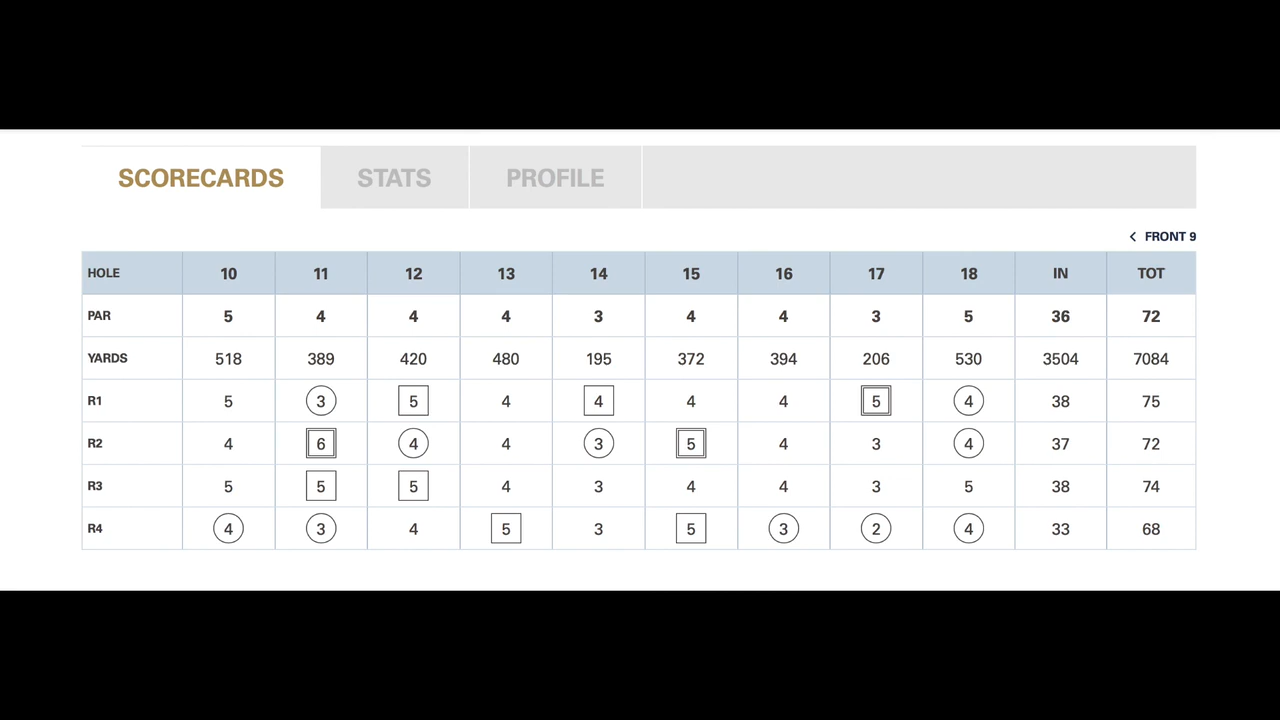 SCORECARDS STATS PROFILE
< FRONT 9
HOLE 10 11 12 13 14 15 16 17 18 IN TOT
PAR 5 4 4 4 3 4 4 3 5 36 72
YARDS 518 389 420 480 195 372 394 206 530 3504 7084
R1 5 3 5 4 4 4 4 5 4 38 75
R2 4 6 4 4 3 5 4 3 4 37 72
R3 5 5 5 4 3 4 4 3 5 38 74
R4 4 3 4 5 3 5 3 2 4 33 68